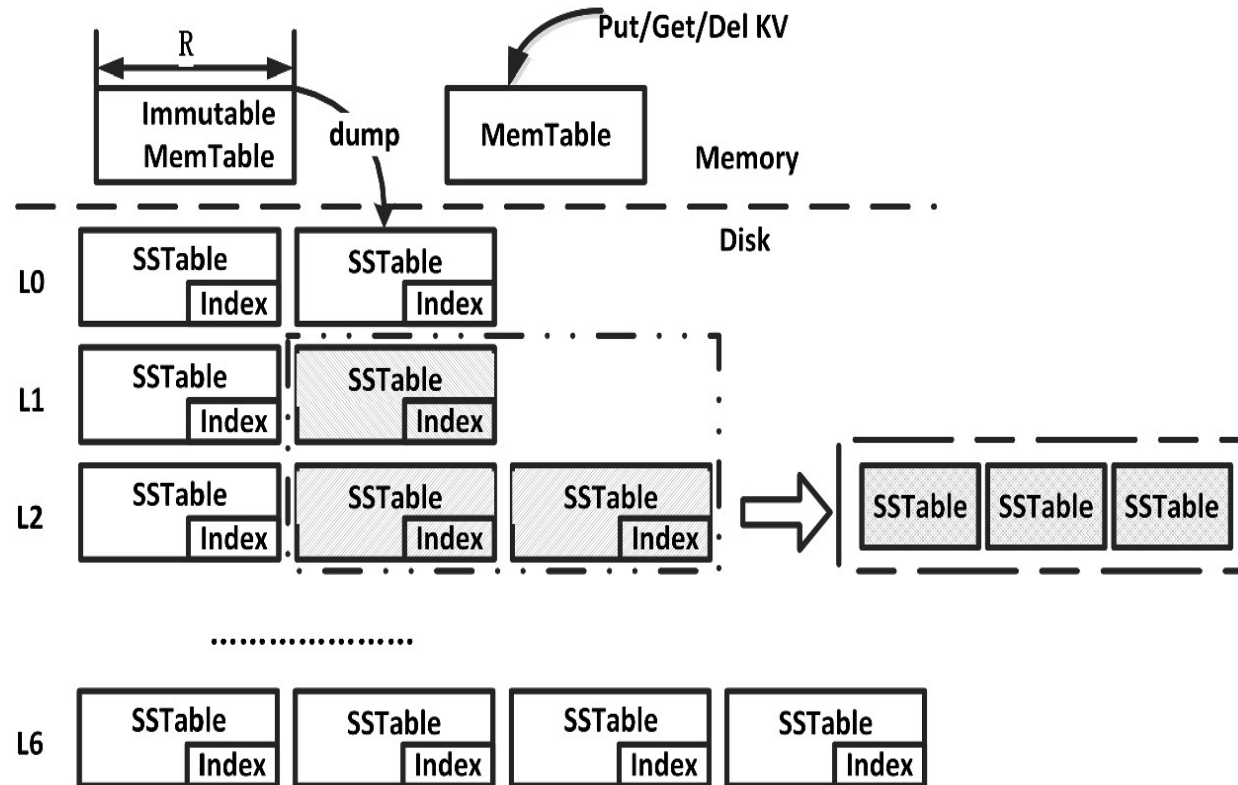 R
Put/Get/Del KV
Immutable
MemTable
dump
MemTable
Memory
Disk
L0
SSTable
Index
SSTable
Index
L1
SSTable
Index
SSTable
Index
L2
SSTable
Index
SSTable
Index
SSTable
Index
SSTable
SSTable
SSTable
.....................
L6
SSTable
Index
SSTable
Index
SSTable
Index
SSTable
Index